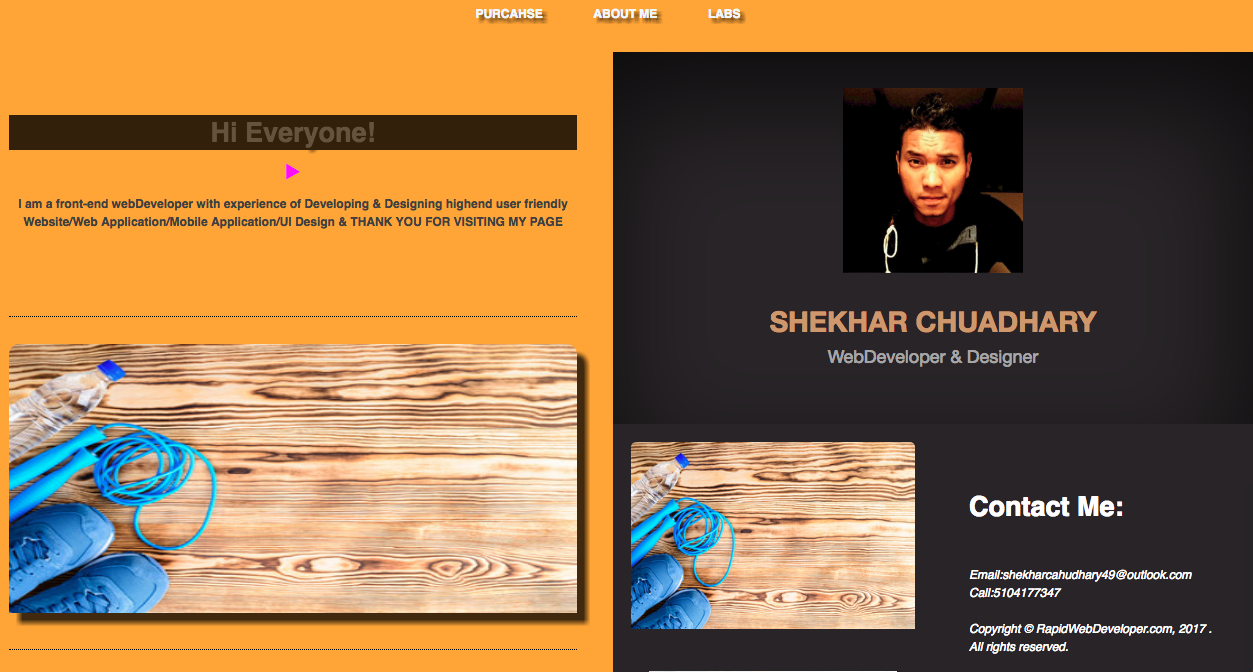 PURCAHSE ABOUT ME LABS
Hi Everyone!
I am a front-end webDeveloper with experience of Developing & Designing highend user friendly
Website/Web Application/Mobile Application/UI Design & THANK YOU FOR VISITING MY PAGE
SHEKHAR CHUADHARY
WebDeveloper & Designer
Contact Me:
Email:shekharcahudhary49@outlook.com
Call:5104177347
Copyright © RapidWebDeveloper.com, 2017 .
All rights reserved.